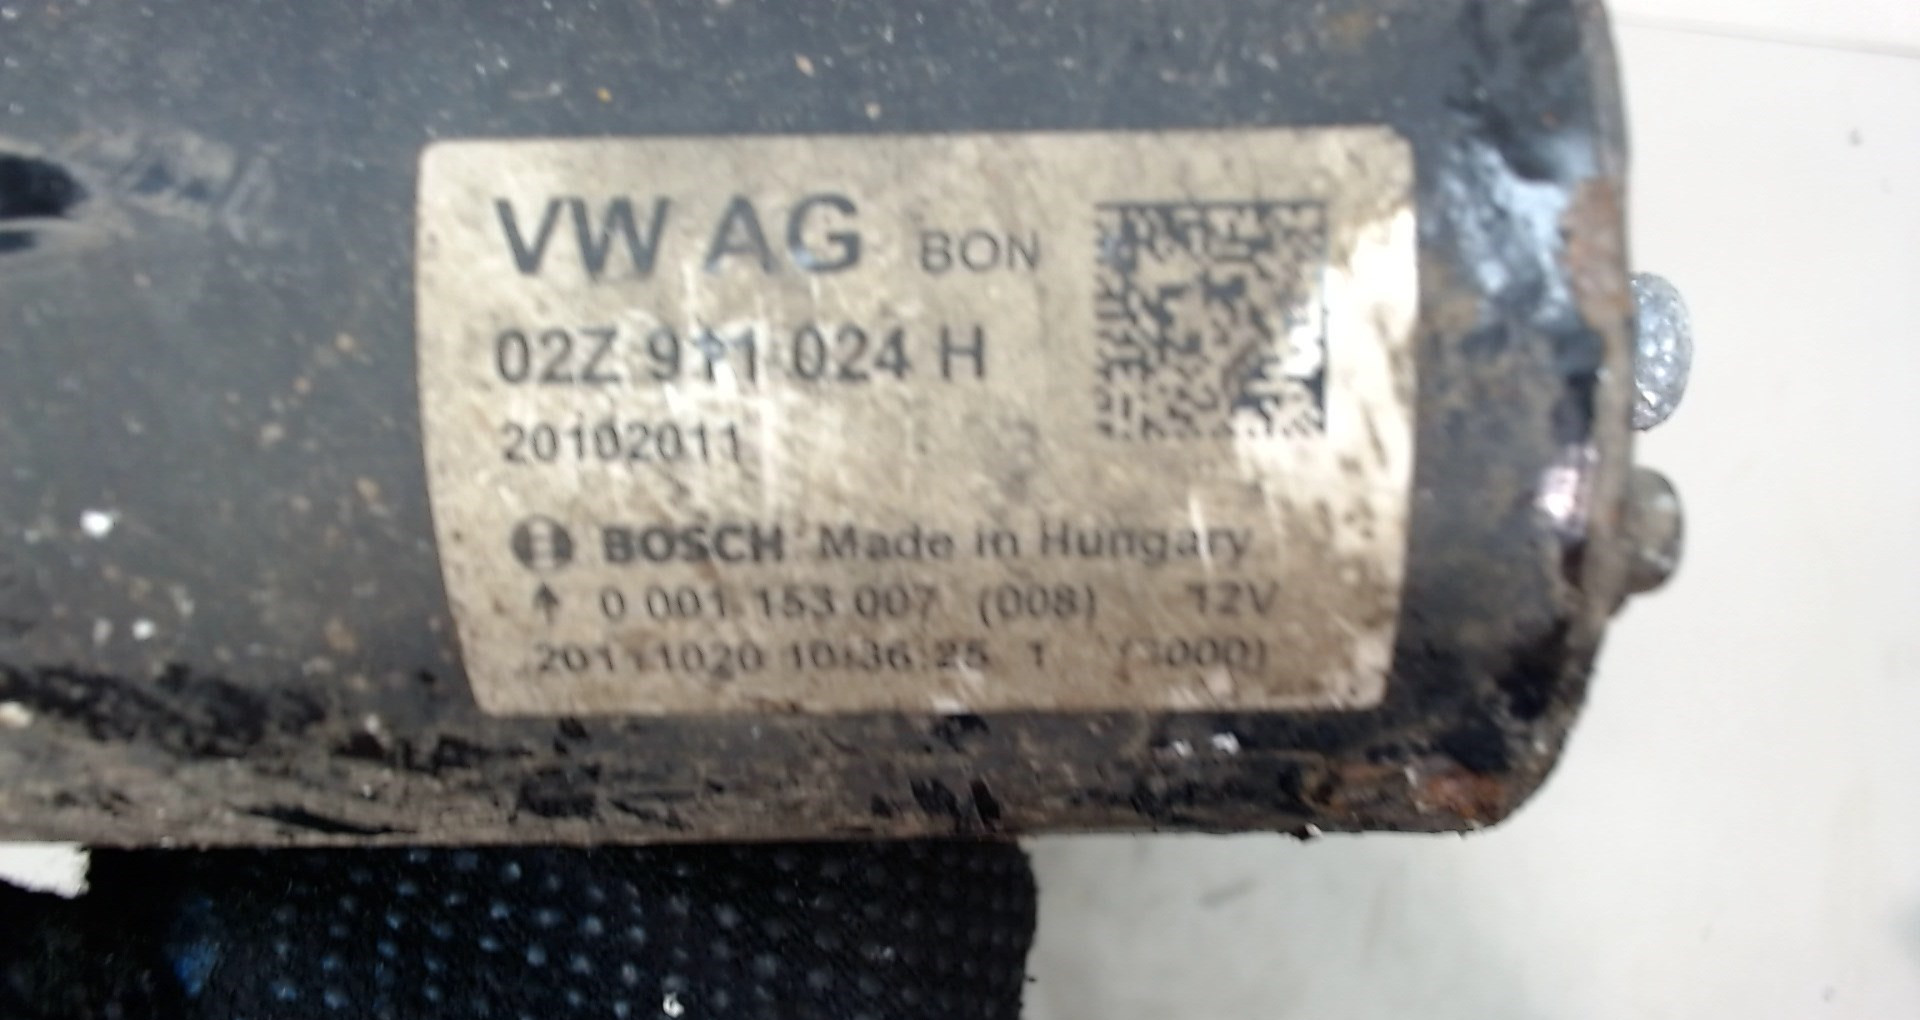 VW AG BON
02Z 911 024 H
20102011
BOSCH Made in Hungary
↑ 0 001 153 007 (008) 12V
20111020 10:36:25 1